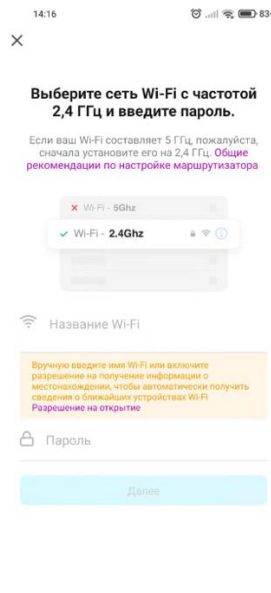 14:16
83
Выберите сеть Wi-Fi с частотой
2,4 ГГц и введите пароль.
Если ваш Wi-Fi составляет 5 ГГц, пожалуйста,
сначала установите его на 2,4 ГГц. Общие
рекомендации по настройке маршрутизатора
Wi-Fi - 5Ghz
Wi-Fi - 2.4Ghz
Название Wi-Fi
Вручную введите имя Wi-Fi или включите
разрешение на получение информации о
местонахождении, чтобы автоматически получить
сведения о ближайших устройствах Wi-Fi
Разрешение на открытие
Пароль
Далее